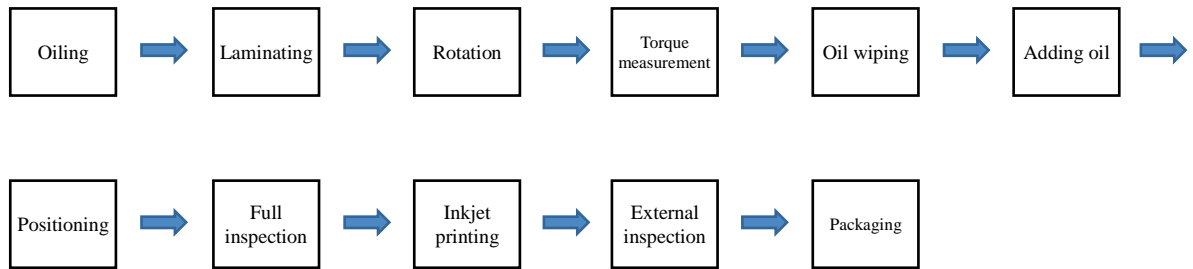 Oiling
Laminating
Rotation
Torque
measurement
Oil wiping
Adding oil
Positioning
Full
inspection
Inkjet
printing
External
inspection
Packaging